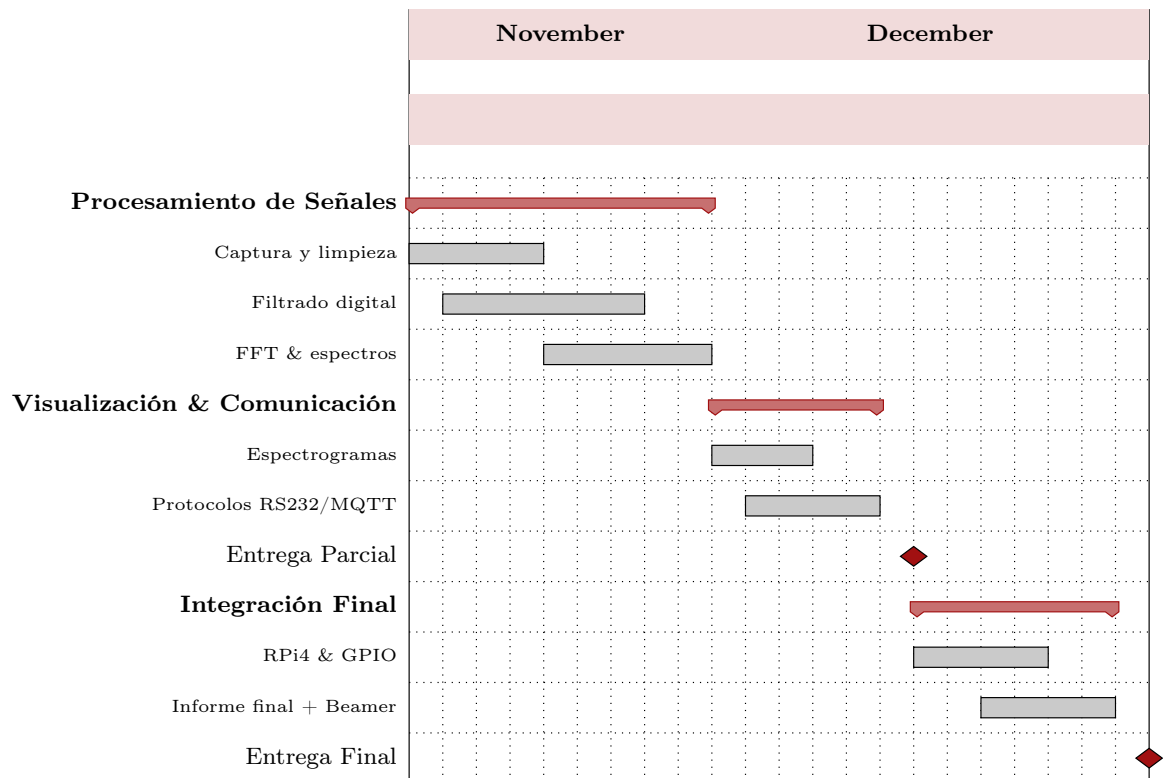 November December
Procesamiento de Señales
Captura y limpieza
Filtrado digital
FFT & espectros
Visualización & Comunicación
Espectrogramas
Protocolos RS232/MQTT
Entrega Parcial
Integración Final
RPi4 & GPIO
Informe final + Beamer
Entrega Final